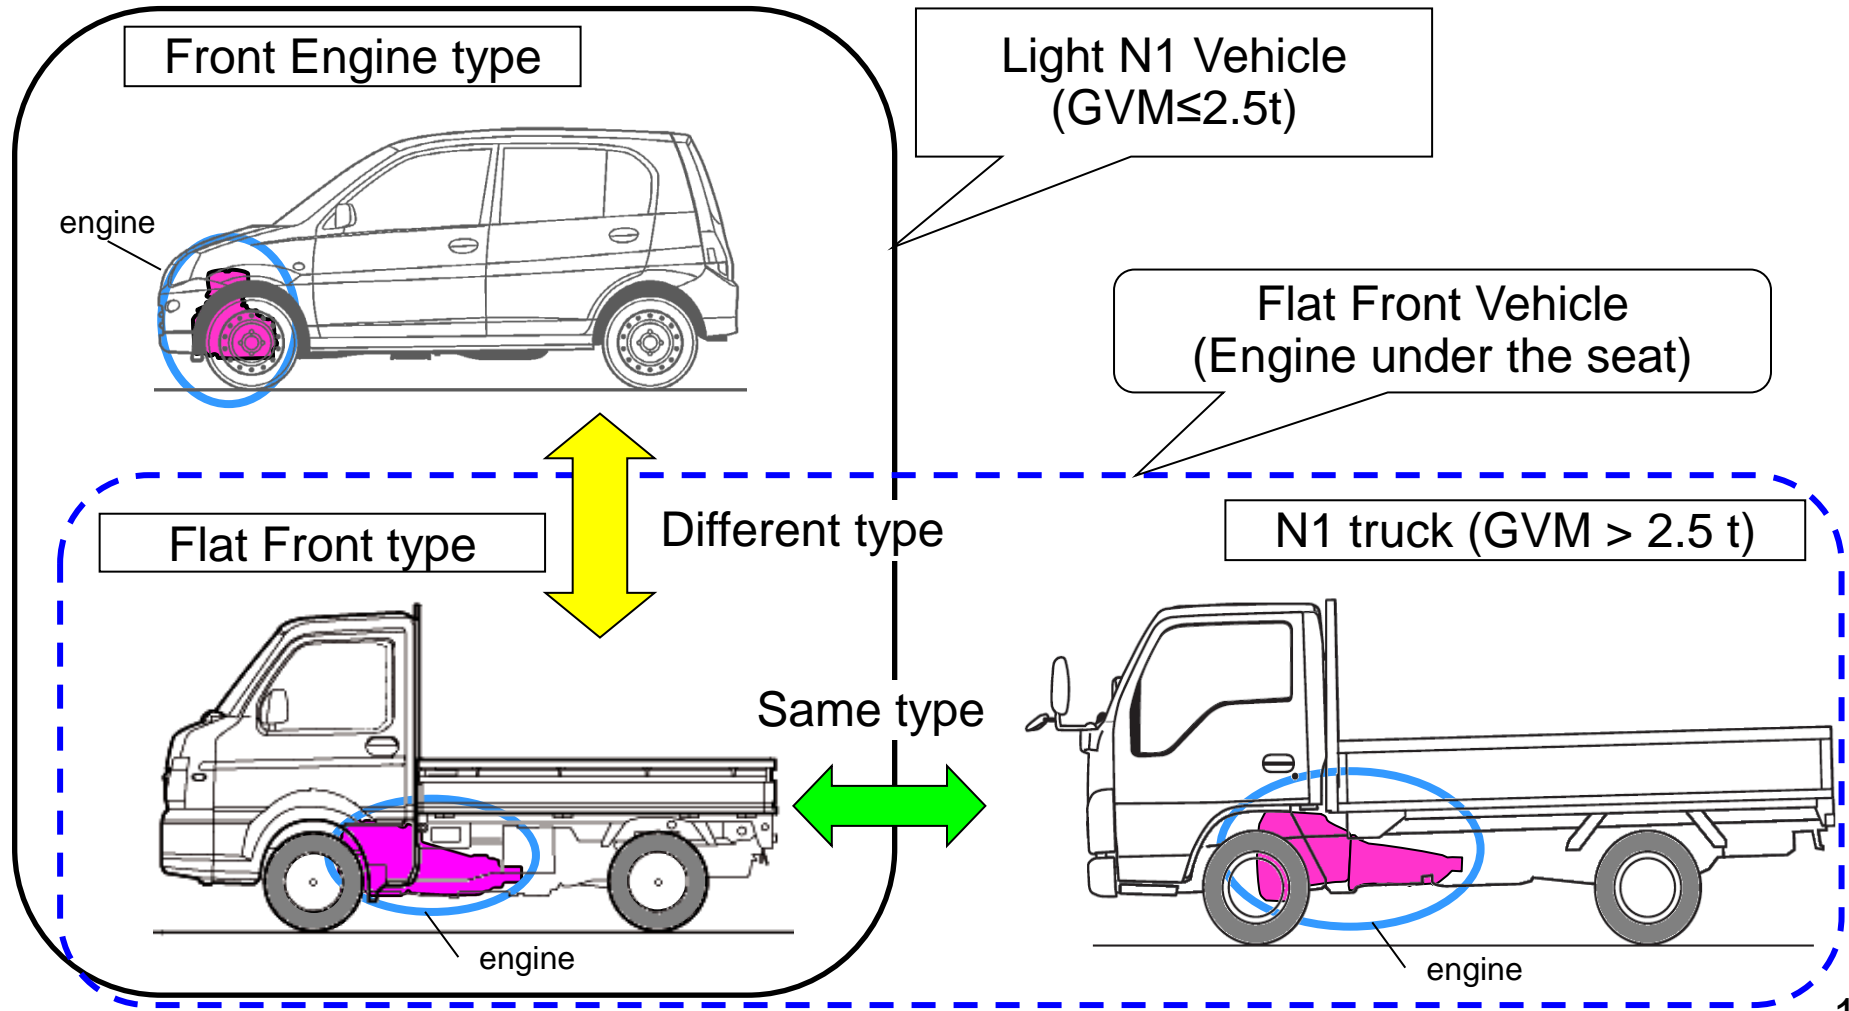 Front Engine type
Light N1 Vehicle
(GVM≤2.5t)
engine
Flat Front Vehicle
(Engine under the seat)
Flat Front type
Different type
N1 truck (GVM > 2.5 t)
Same type
engine
engine
1